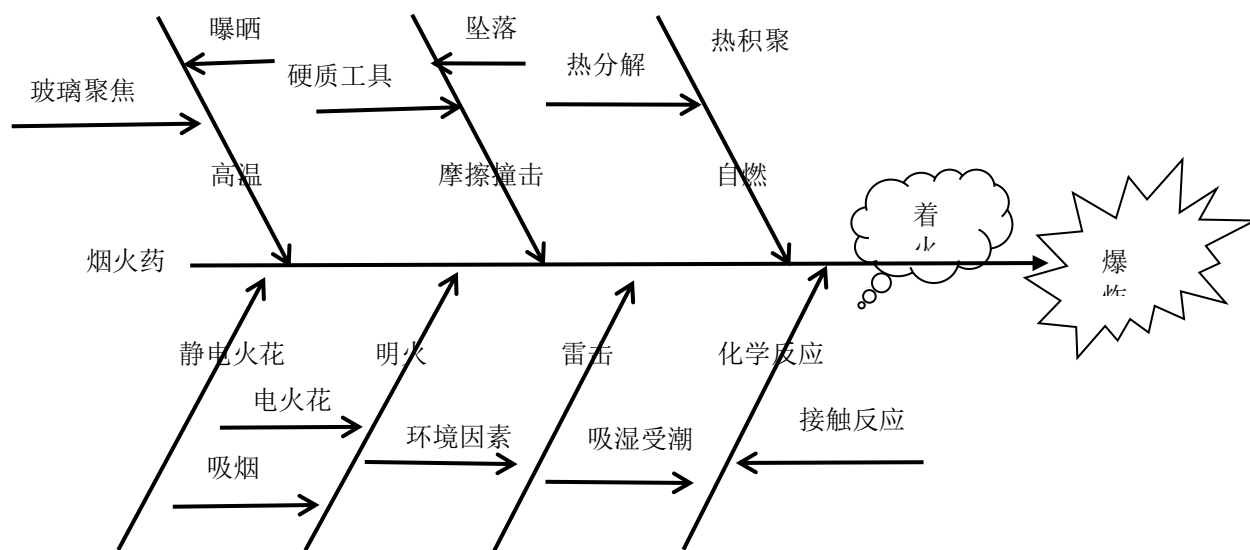 曝晒
坠落
热积聚
玻璃聚焦
硬质工具
热分解
高温
摩擦撞击
自燃
着
火
烟火药
爆
炸
静电火花
明火
雷击
化学反应
电火花
环境因素
吸湿受潮
接触反应
吸烟